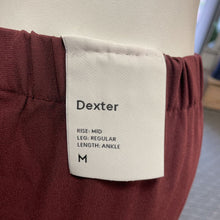 Dexter
RISE: MID
LEG: REGULAR
LENGTH: ANKLE
M